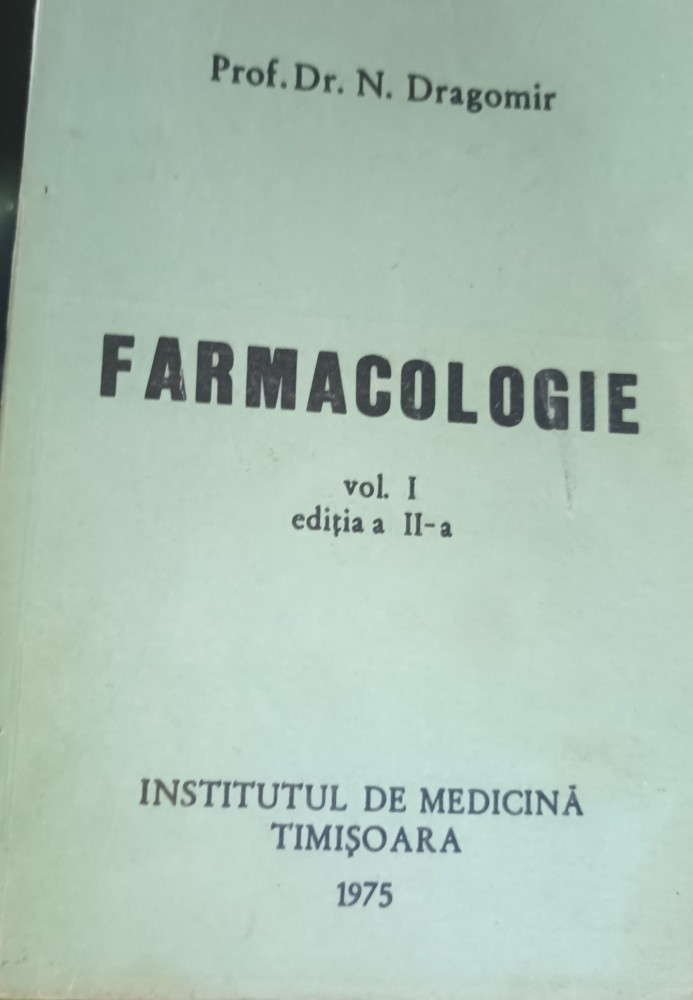 Prof. Dr. N. Dragomir
FARMACOLOGIE
vol. I
ediția a II-a
INSTITUTUL DE MEDICINĂ
TIMIȘOARA
1975